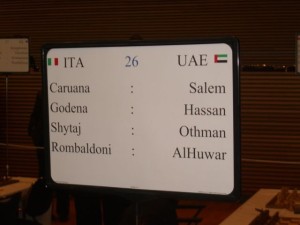 ITA 26 UAE
Caruana : Salem
Godena : Hassan
Shytaj : Othman
Rombaldoni : AlHuwar